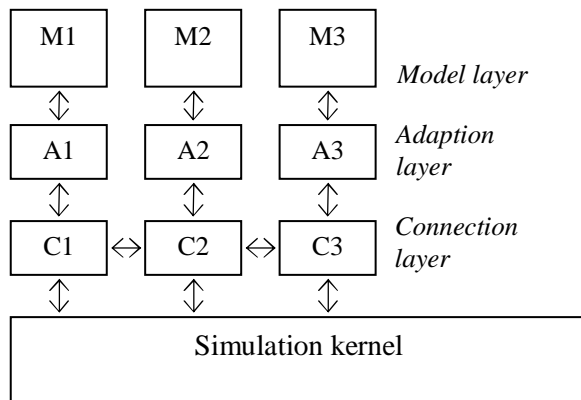 M1 M2 M3
Model layer
A1 A2 A3
Adaption
layer
C1 C2 C3
Connection
layer
Simulation kernel